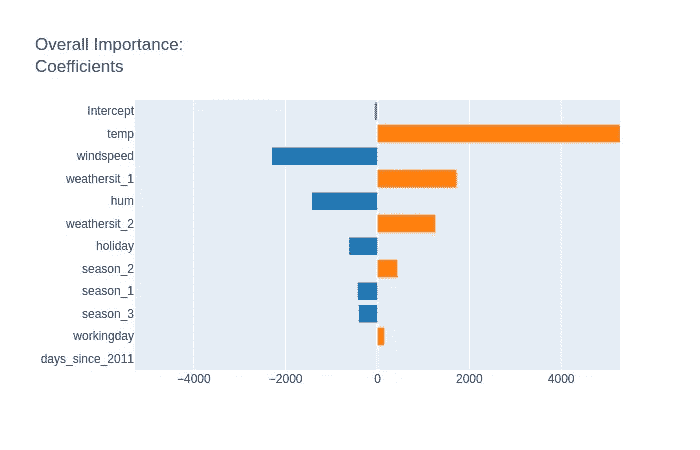 Overall Importance:
Coefficients
Intercept
temp
windspeed
weathersit_1
hum
weathersit_2
holiday
season_2
season_1
season_3
workingday
days_since_2011
−4000 −2000 0 2000 4000